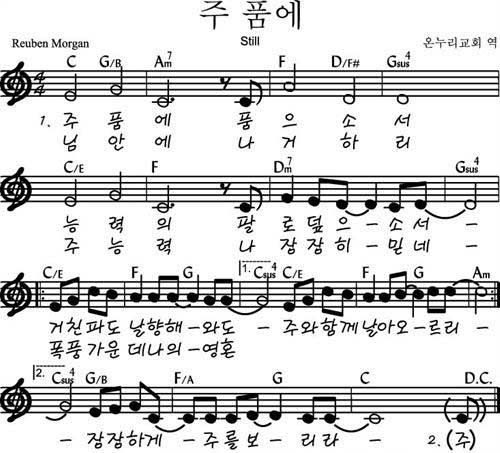 주 품에
Still
Reuben Morgan
온누리교회 역
C G/B Am7 F D/F# Gsus4
4/4
1. 주 품 에 품 으 소 서
님 안 에 나 거 하 리
C/E F Dm7 Gsus4
능 력 의 팔 로 덮 으 - 소 서 -
주 능 력 나 잠 잠 히 - 믿 네 -
C/E F G 1. Csus4 C/E F G Am
거친 파도 날향해 - 와도 - 주와함께 날아오 - 르리 -
폭풍 가운 데 나의 - 영혼
2. Csus4 G/B F/A G C D.C.
- 잠잠하게 - 주를 보 - 리 라 - 2. (주)